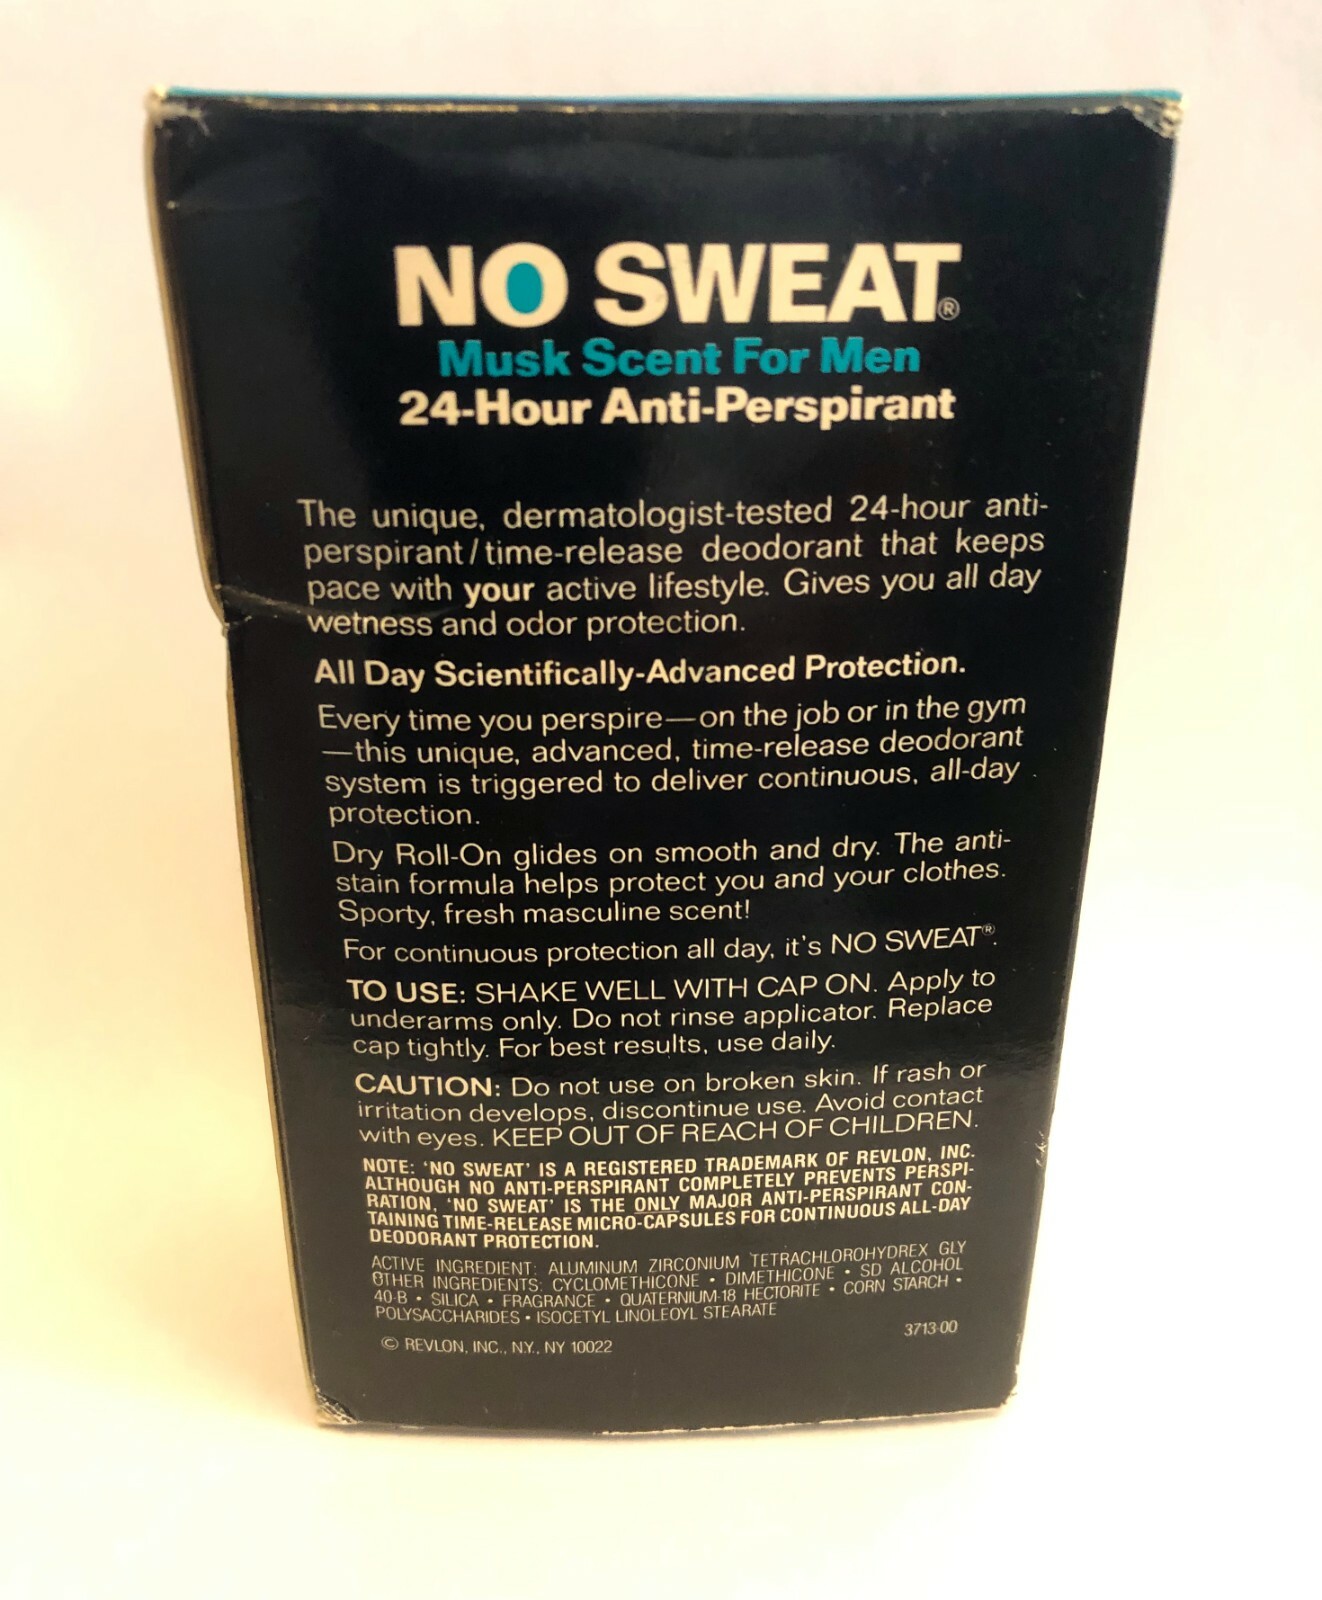 NO SWEAT®
Musk Scent For Men
24-Hour Anti-Perspirant
The unique, dermatologist-tested 24-hour anti-
perspirant/time-release deodorant that keeps
pace with your active lifestyle. Gives you all day
wetness and odor protection.
All Day Scientifically-Advanced Protection.
Every time you perspire—on the job or in the gym
—this unique, advanced, time-release deodorant
system is triggered to deliver continuous, all-day
protection.
Dry Roll-On glides on smooth and dry. The anti-
stain formula helps protect you and your clothes.
Sporty, fresh masculine scent!
For continuous protection all day, it's NO SWEAT®.
TO USE: SHAKE WELL WITH CAP ON. Apply to
underarms only. Do not rinse applicator. Replace
cap tightly. For best results, use daily.
CAUTION: Do not use on broken skin. If rash or
irritation develops, discontinue use. Avoid contact
with eyes. KEEP OUT OF REACH OF CHILDREN.
NOTE: 'NO SWEAT' IS A REGISTERED TRADEMARK OF REVLON, INC.
ALTHOUGH NO ANTI-PERSPIRANT COMPLETELY PREVENTS PERSPI-
RATION, 'NO SWEAT' IS THE ONLY MAJOR ANTI-PERSPIRANT CON-
TAINING TIME-RELEASE MICRO-CAPSULES FOR CONTINUOUS ALL-DAY
DEODORANT PROTECTION.
ACTIVE INGREDIENT: ALUMINUM ZIRCONIUM TETRACHLOROHYDREX GLY
OTHER INGREDIENTS: CYCLOMETHICONE • DIMETHICONE • SD ALCOHOL
40-B • SILICA • FRAGRANCE • QUATERNIUM-18 HECTORITE • CORN STARCH •
POLYSACCHARIDES • ISOCETYL LINOLEOYL STEARATE
3713-00
© REVLON, INC., N.Y., NY 10022